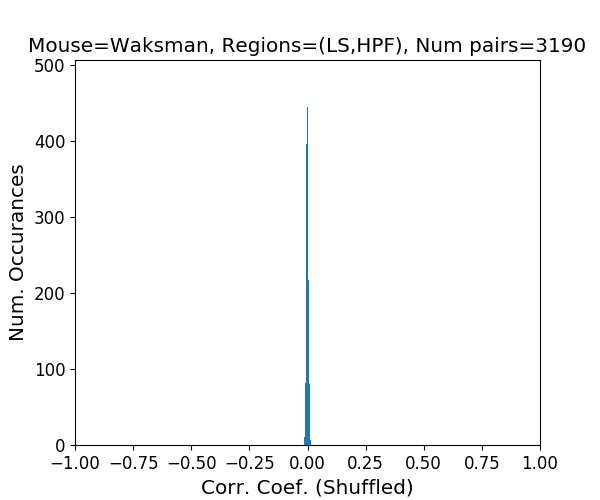 Mouse=Waksman, Regions=(LS,HPF), Num pairs=3190
500
400
300
200
100
0
Num. Occurances
−1.00 −0.75 −0.50 −0.25 0.00 0.25 0.50 0.75 1.00
Corr. Coef. (Shuffled)